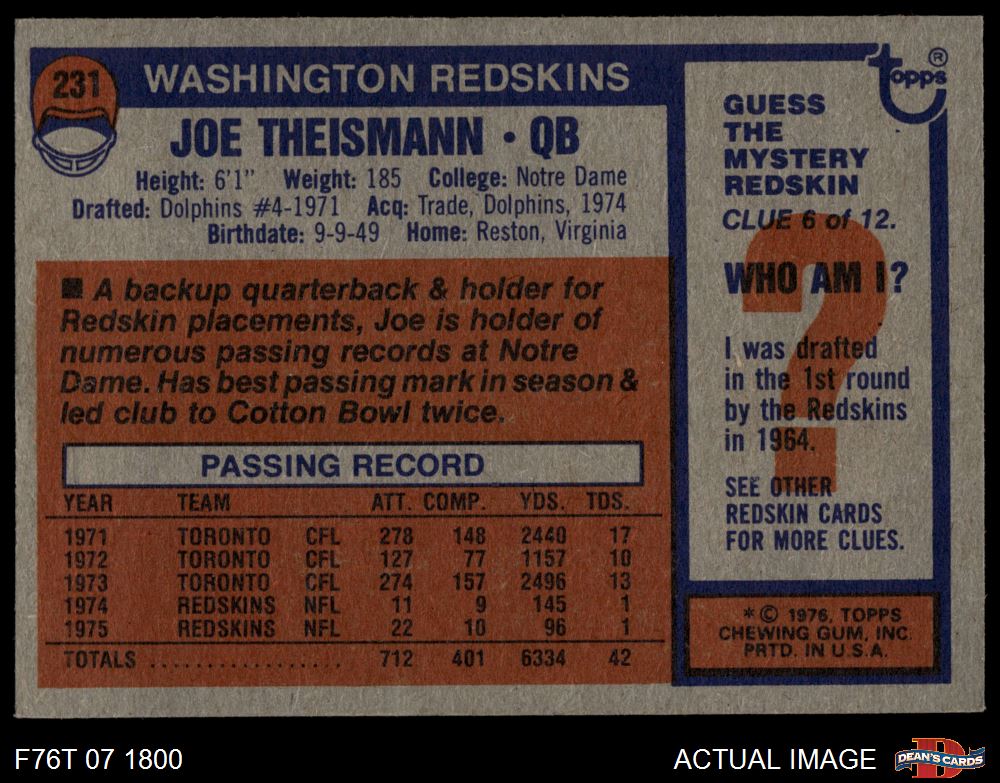 231
WASHINGTON REDSKINS
JOE THEISMANN • QB
Height: 6'1" Weight: 185 College: Notre Dame
Drafted: Dolphins #4-1971 Acq: Trade, Dolphins, 1974
Birthdate: 9-9-49 Home: Reston, Virginia
■ A backup quarterback & holder for
Redskin placements, Joe is holder of
numerous passing records at Notre
Dame. Has best passing mark in season &
led club to Cotton Bowl twice.
PASSING RECORD
YEAR TEAM ATT. COMP. YDS. TDS.
1971 TORONTO CFL 278 148 2440 17
1972 TORONTO CFL 127 77 1157 10
1973 TORONTO CFL 274 157 2496 13
1974 REDSKINS NFL 11 9 145 1
1975 REDSKINS NFL 22 10 96 1
TOTALS .................. 712 401 6334 42
topps ®
GUESS
THE
MYSTERY
REDSKIN
CLUE 6 of 12.
WHO AM I?
?
I was drafted
in the 1st round
by the Redskins
in 1964.
SEE OTHER
REDSKIN CARDS
FOR MORE CLUES.
* © 1976, TOPPS
CHEWING GUM, INC.
PRTD. IN U.S.A.
F76T 07 1800
ACTUAL IMAGE
D
DEAN'S CARDS